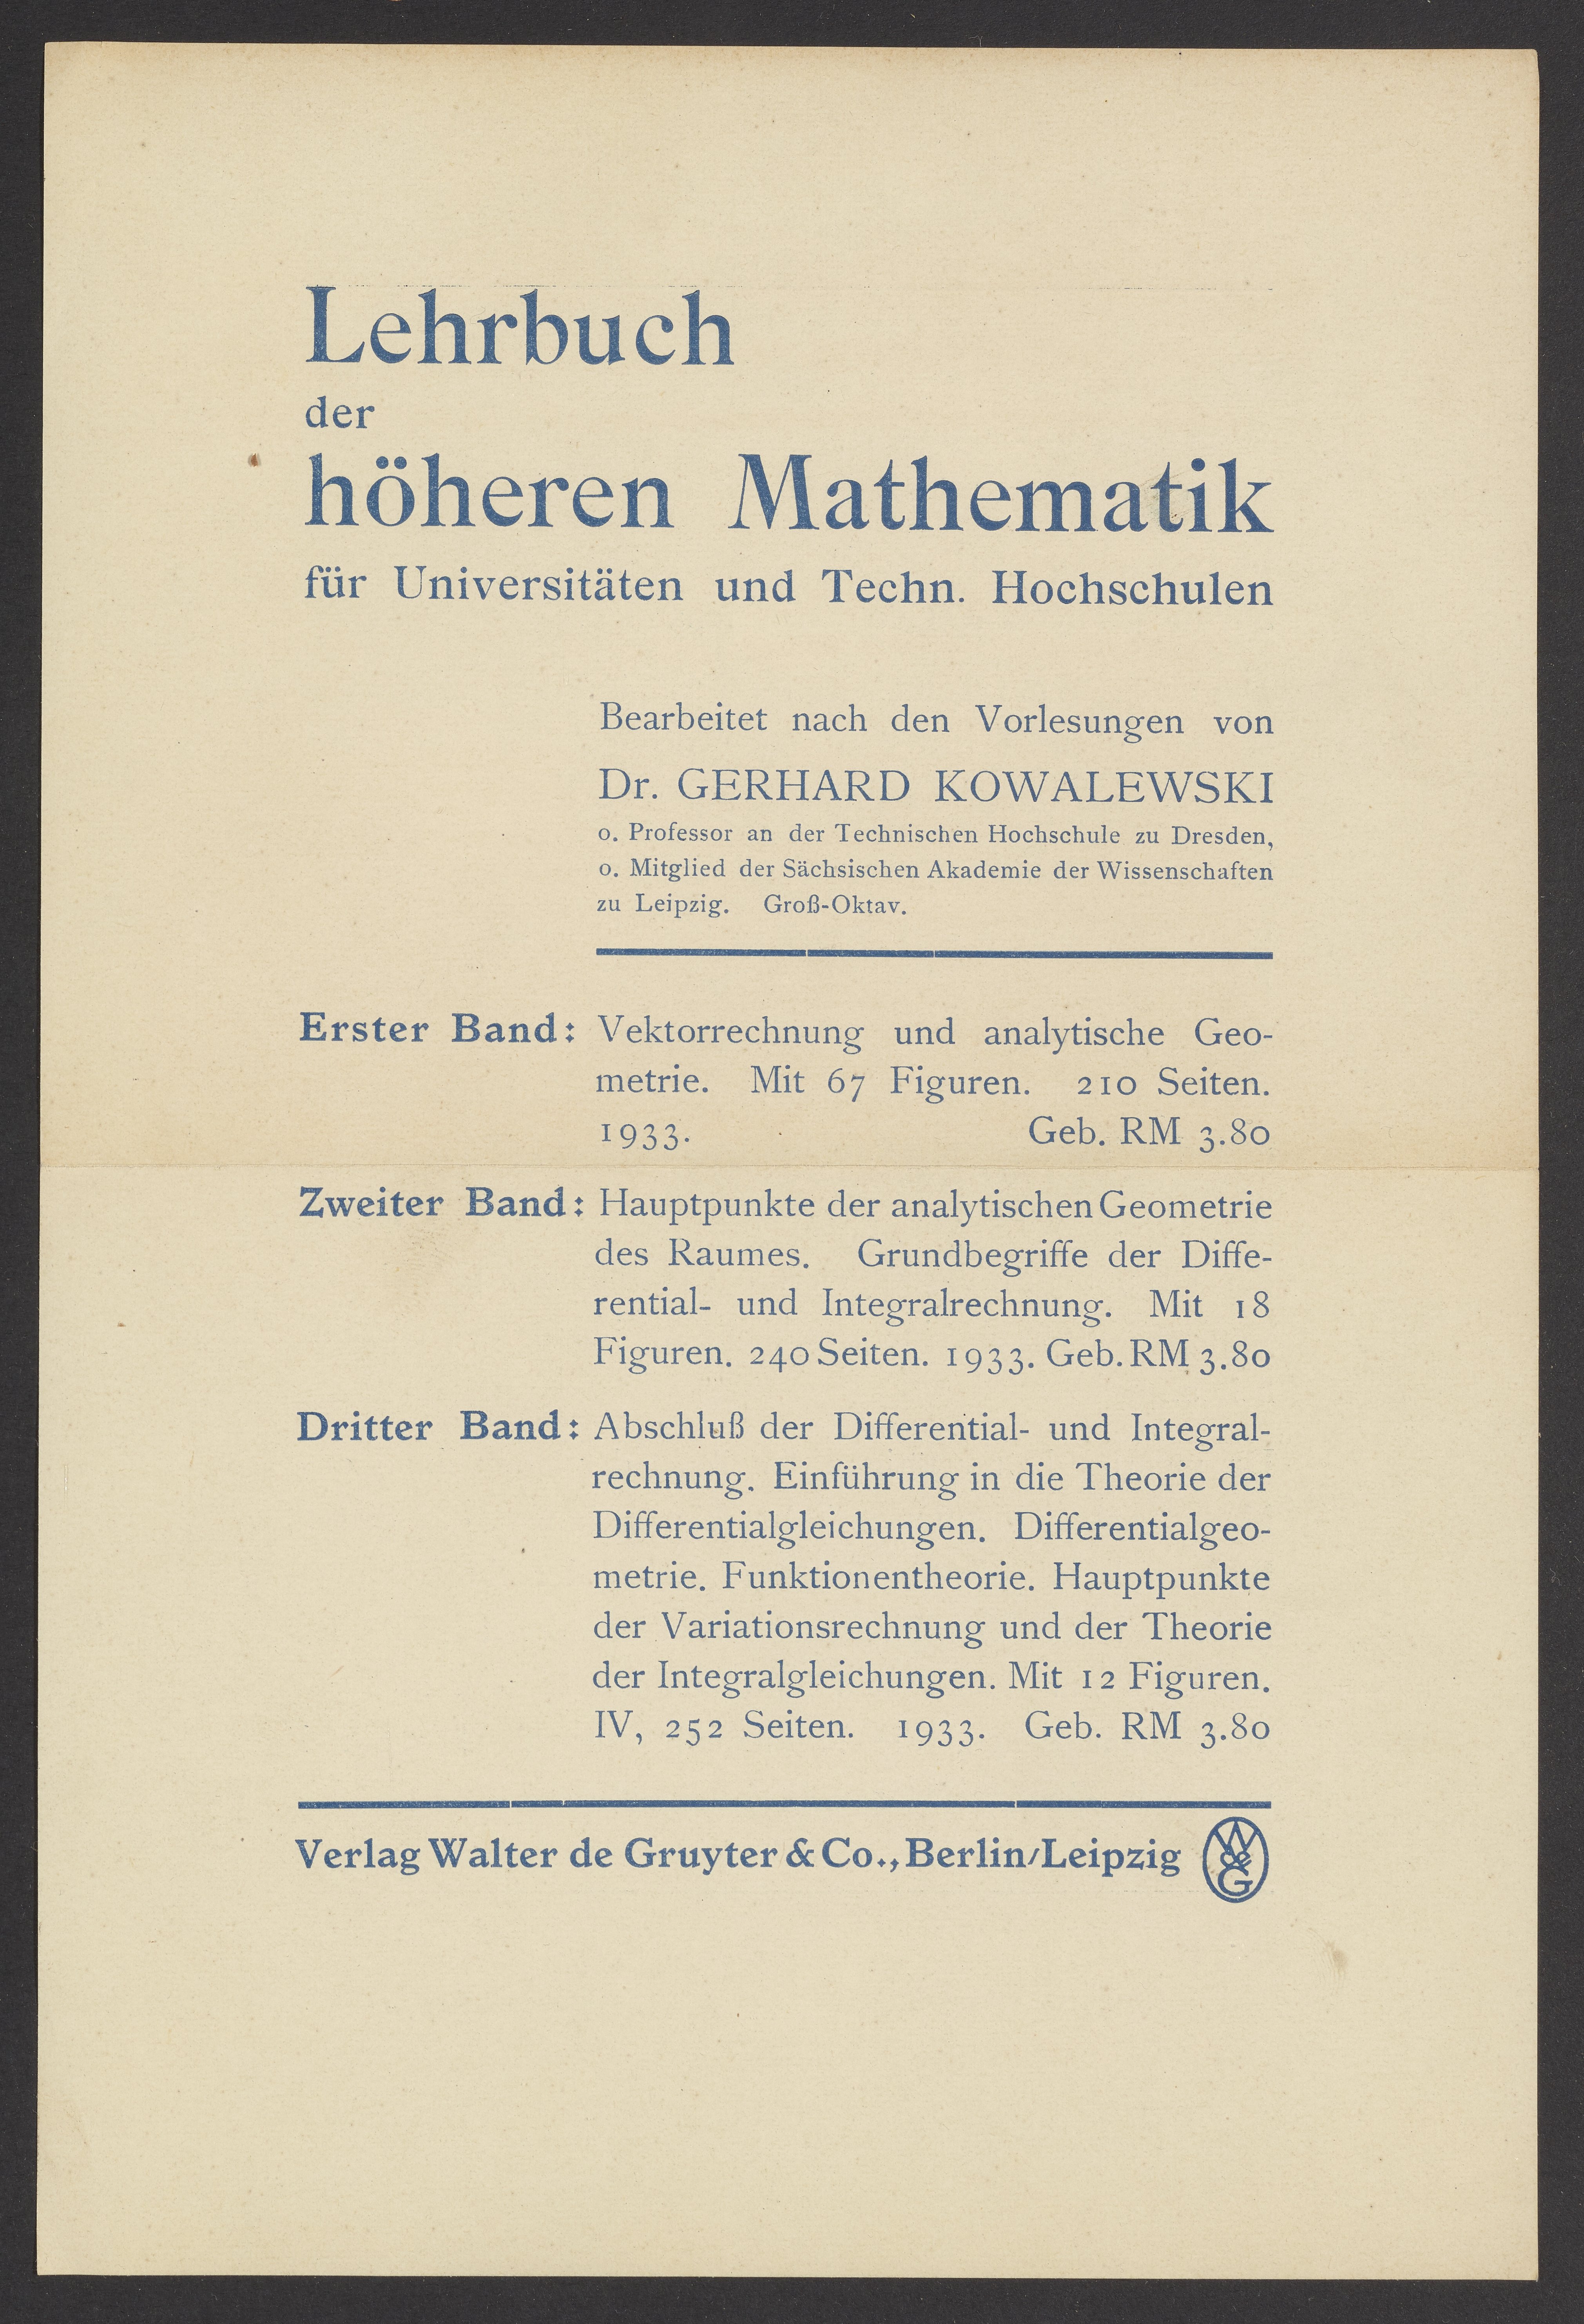 Lehrbuch
der
höheren Mathematik
für Universitäten und Techn. Hochschulen
Bearbeitet nach den Vorlesungen von
Dr. GERHARD KOWALEWSKI
o. Professor an der Technischen Hochschule zu Dresden,
o. Mitglied der Sächsischen Akademie der Wissenschaften
zu Leipzig. Groß-Oktav.
Erster Band: Vektorrechnung und analytische Geo-
metrie. Mit 67 Figuren. 210 Seiten.
1933. Geb. RM 3.80
Zweiter Band: Hauptpunkte der analytischen Geometrie
des Raumes. Grundbegriffe der Diffe-
rential- und Integralrechnung. Mit 18
Figuren. 240 Seiten. 1933. Geb. RM 3.80
Dritter Band: Abschluß der Differential- und Integral-
rechnung. Einführung in die Theorie der
Differentialgleichungen. Differentialgeo-
metrie. Funktionentheorie. Hauptpunkte
der Variationsrechnung und der Theorie
der Integralgleichungen. Mit 12 Figuren.
IV, 252 Seiten. 1933. Geb. RM 3.80
Verlag Walter de Gruyter & Co., Berlin/Leipzig W de G